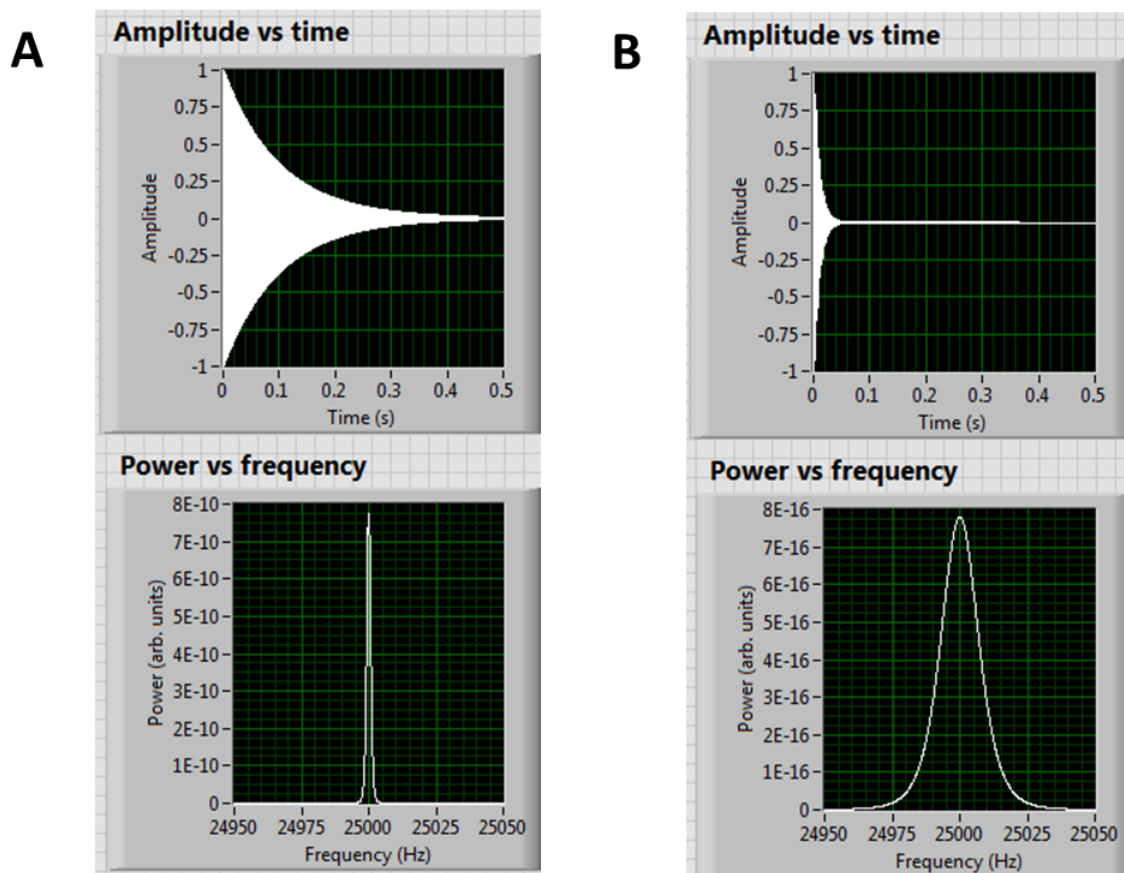 A
Amplitude vs time
1
0.75
0.5
0.25
0
-0.25
-0.5
-0.75
-1
Amplitude
0 0.1 0.2 0.3 0.4 0.5
Time (s)
Power vs frequency
8E-10
7E-10
6E-10
5E-10
4E-10
3E-10
2E-10
1E-10
0
Power (arb. units)
24950 24975 25000 25025 25050
Frequency (Hz)
B
Amplitude vs time
1
0.75
0.5
0.25
0
-0.25
-0.5
-0.75
-1
Amplitude
0 0.1 0.2 0.3 0.4 0.5
Time (s)
Power vs frequency
8E-16
7E-16
6E-16
5E-16
4E-16
3E-16
2E-16
1E-16
0
Power (arb. units)
24950 24975 25000 25025 25050
Frequency (Hz)